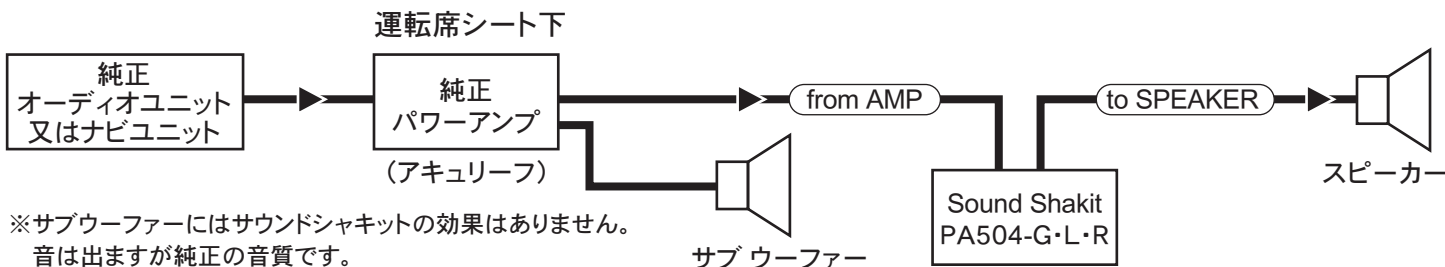 運転席シート下
純正
オーディオユニット
又はナビユニット
純正
パワーアンプ
(アキュリーフ)
from AMP
to SPEAKER
スピーカー
Sound Shakit
PA504-G・L・R
サブ ウーファー
※サブウーファーにはサウンドシャキットの効果はありません。
音は出ますが純正の音質です。